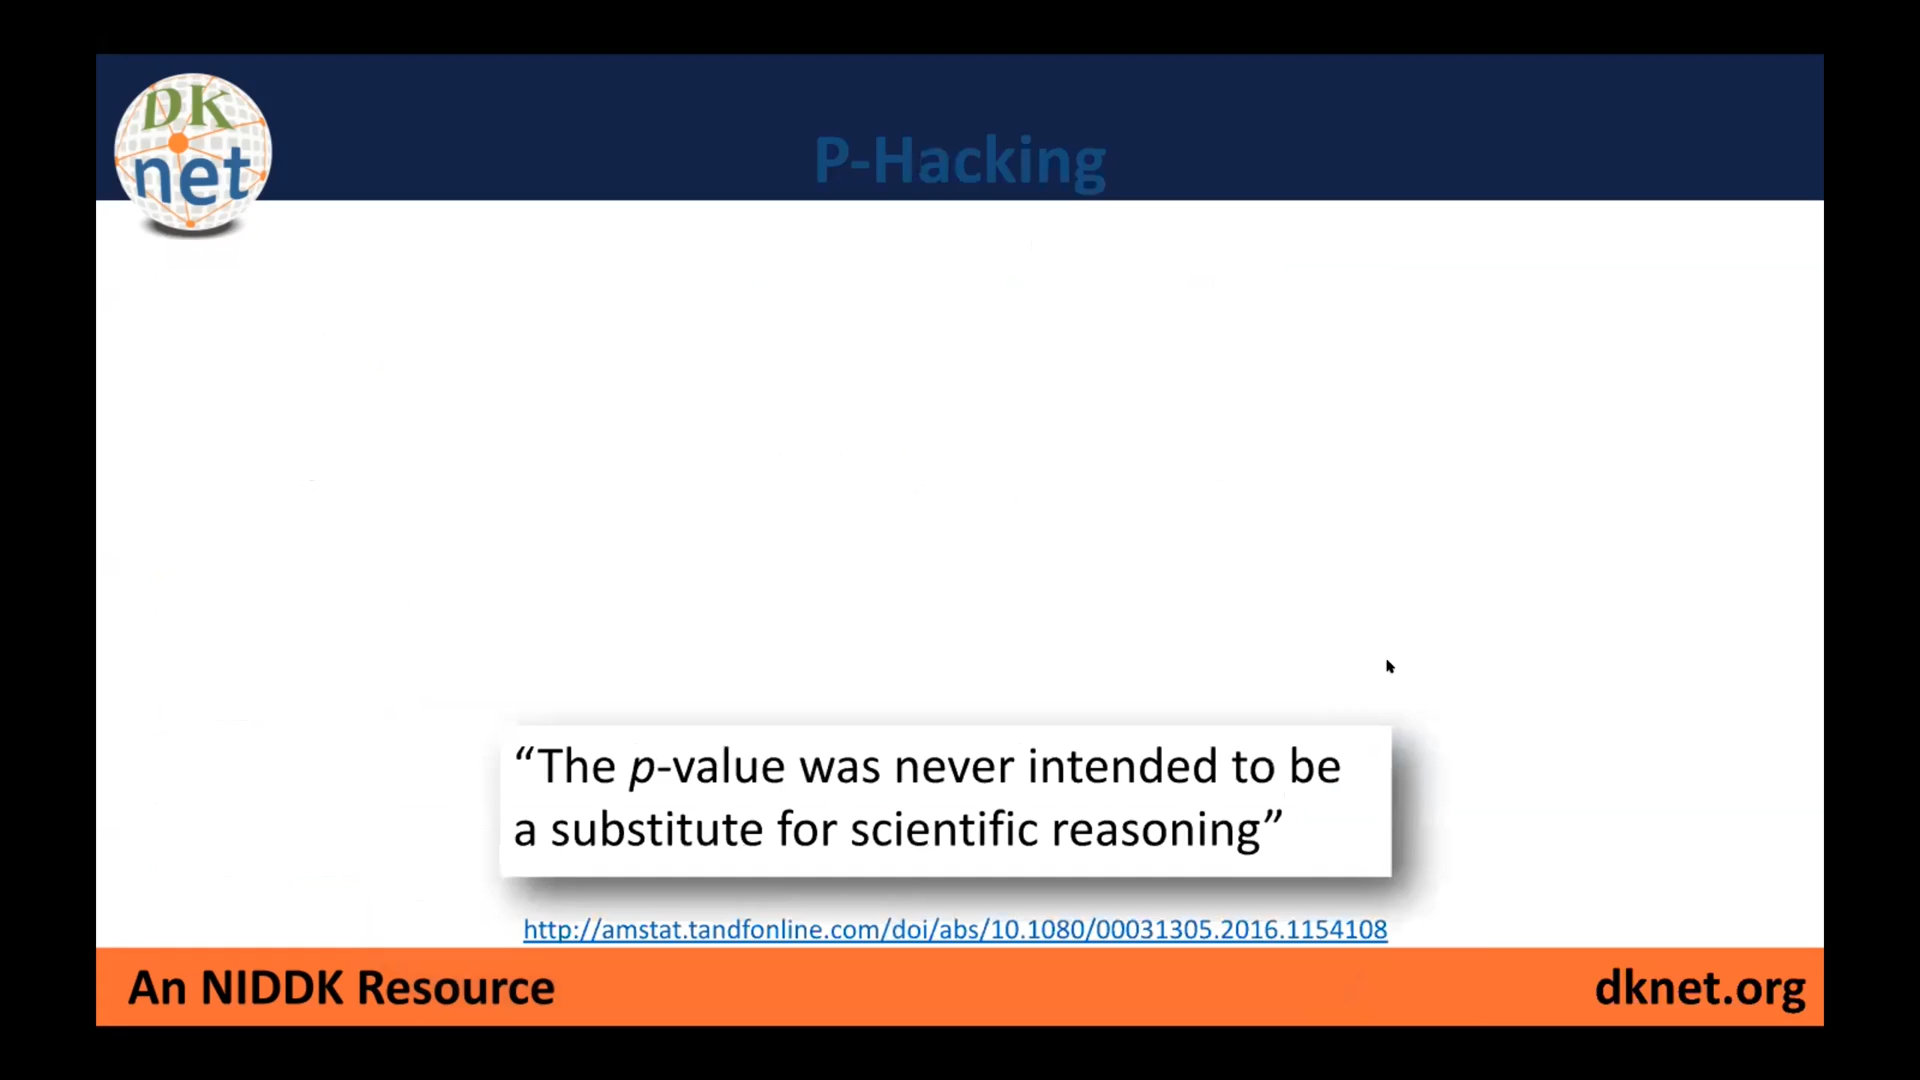 DK
net
P-Hacking
“The p-value was never intended to be
a substitute for scientific reasoning”
http://amstat.tandfonline.com/doi/abs/10.1080/00031305.2016.1154108
An NIDDK Resource
dknet.org